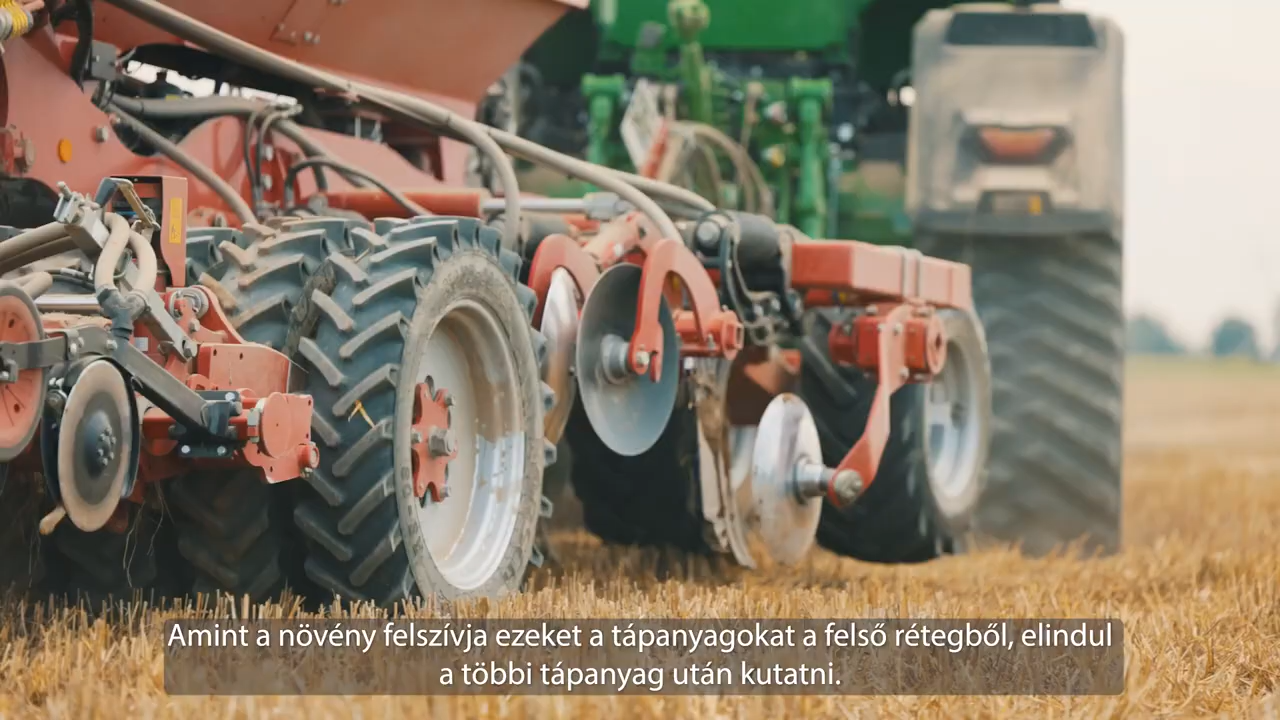 Amint a növény felszívja ezeket a tápanyagokat a felső rétegből, elindul
a többi tápanyag után kutatni.